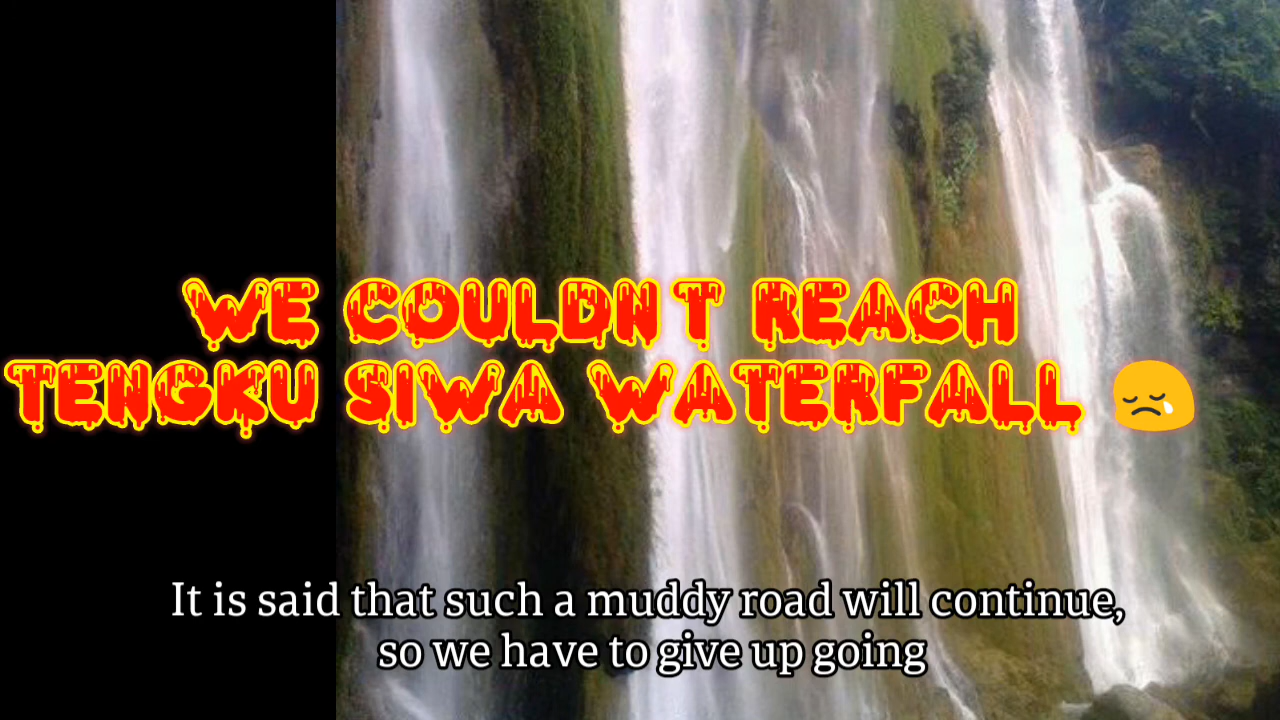 WE COULDN T REACH
TENGKU SIWA WATERFALL 😢
It is said that such a muddy road will continue,
so we have to give up going